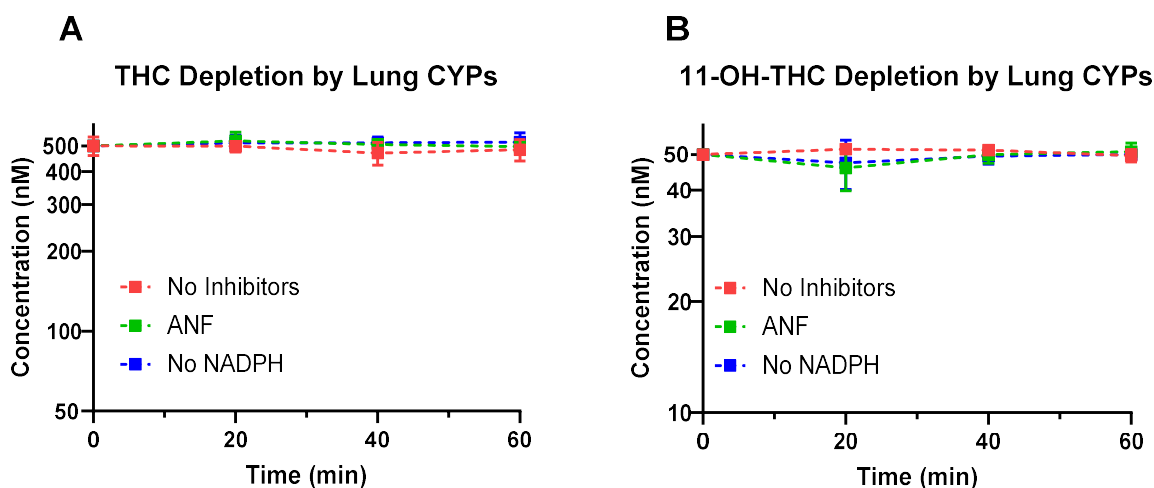 A
THC Depletion by Lung CYPs
Concentration (nM)
500
400
300
200
100
50
No Inhibitors
ANF
No NADPH
0 20 40 60
Time (min)
B
11-OH-THC Depletion by Lung CYPs
Concentration (nM)
50
40
30
20
10
No Inhibitors
ANF
No NADPH
0 20 40 60
Time (min)